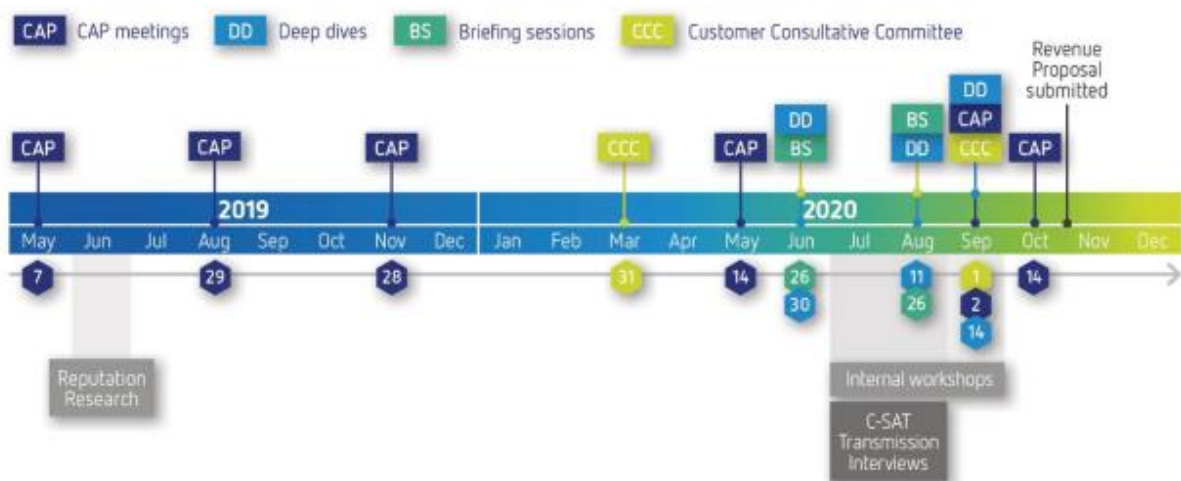 CAP CAP meetings DD Deep dives BS Briefing sessions CCC Customer Consultative Committee
Revenue
Proposal
submitted
DD
DD BS CAP
CAP CAP CAP CCC CAP BS DD CCC CAP
2019 2020
May Jun Jul Aug Sep Oct Nov Dec Jan Feb Mar Apr May Jun Jul Aug Sep Oct Nov Dec
7 29 28 31 14 26 11 1 14
30 26 2
14
Reputation
Research
Internal workshops
C-SAT
Transmission
Interviews